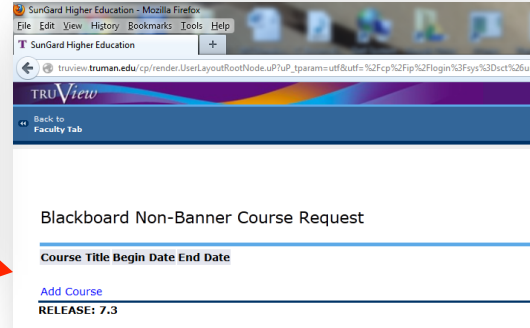 SunGard Higher Education - Mozilla Firefox
File Edit View History Bookmarks Tools Help
T SunGard Higher Education +
truview.truman.edu/cp/render.UserLayoutRootNode.uP?uP_tparam=utf&utf=%2Fcp%2Fip%2Flogin%3Fsys%3Dsct%26u
TRUView
Back to
Faculty Tab
Blackboard Non-Banner Course Request
Course Title Begin Date End Date
Add Course
RELEASE: 7.3